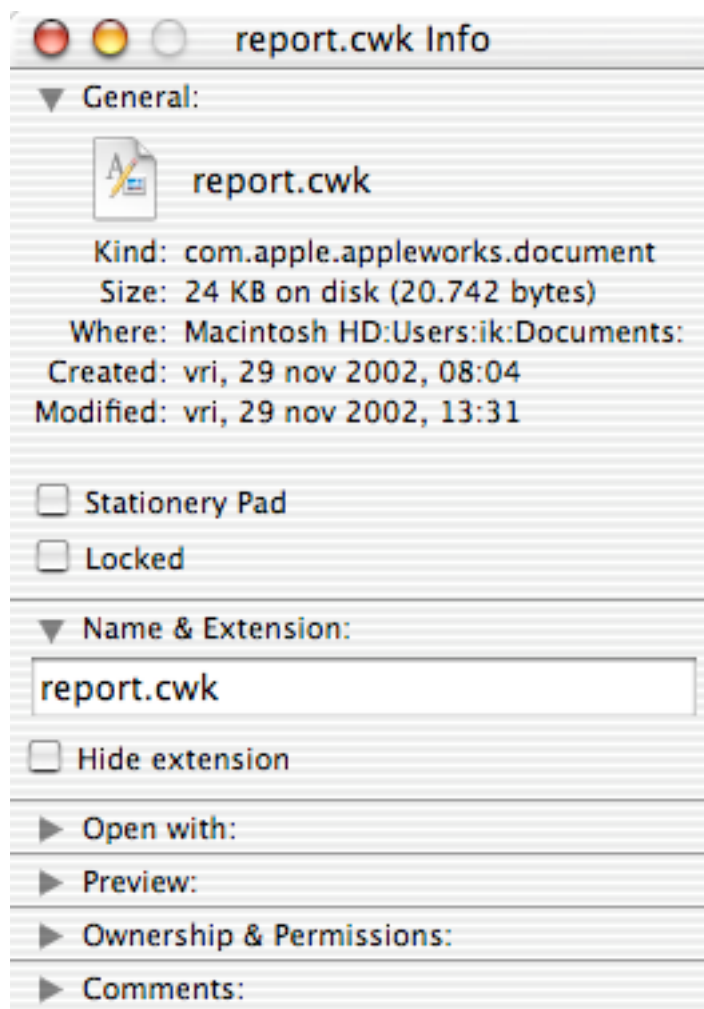 report.cwk Info
General:
report.cwk
Kind: com.apple.appleworks.document
Size: 24 KB on disk (20.742 bytes)
Where: Macintosh HD:Users:ik:Documents:
Created: vri, 29 nov 2002, 08:04
Modified: vri, 29 nov 2002, 13:31
Stationery Pad
Locked
Name & Extension:
report.cwk
Hide extension
Open with:
Preview:
Ownership & Permissions:
Comments: